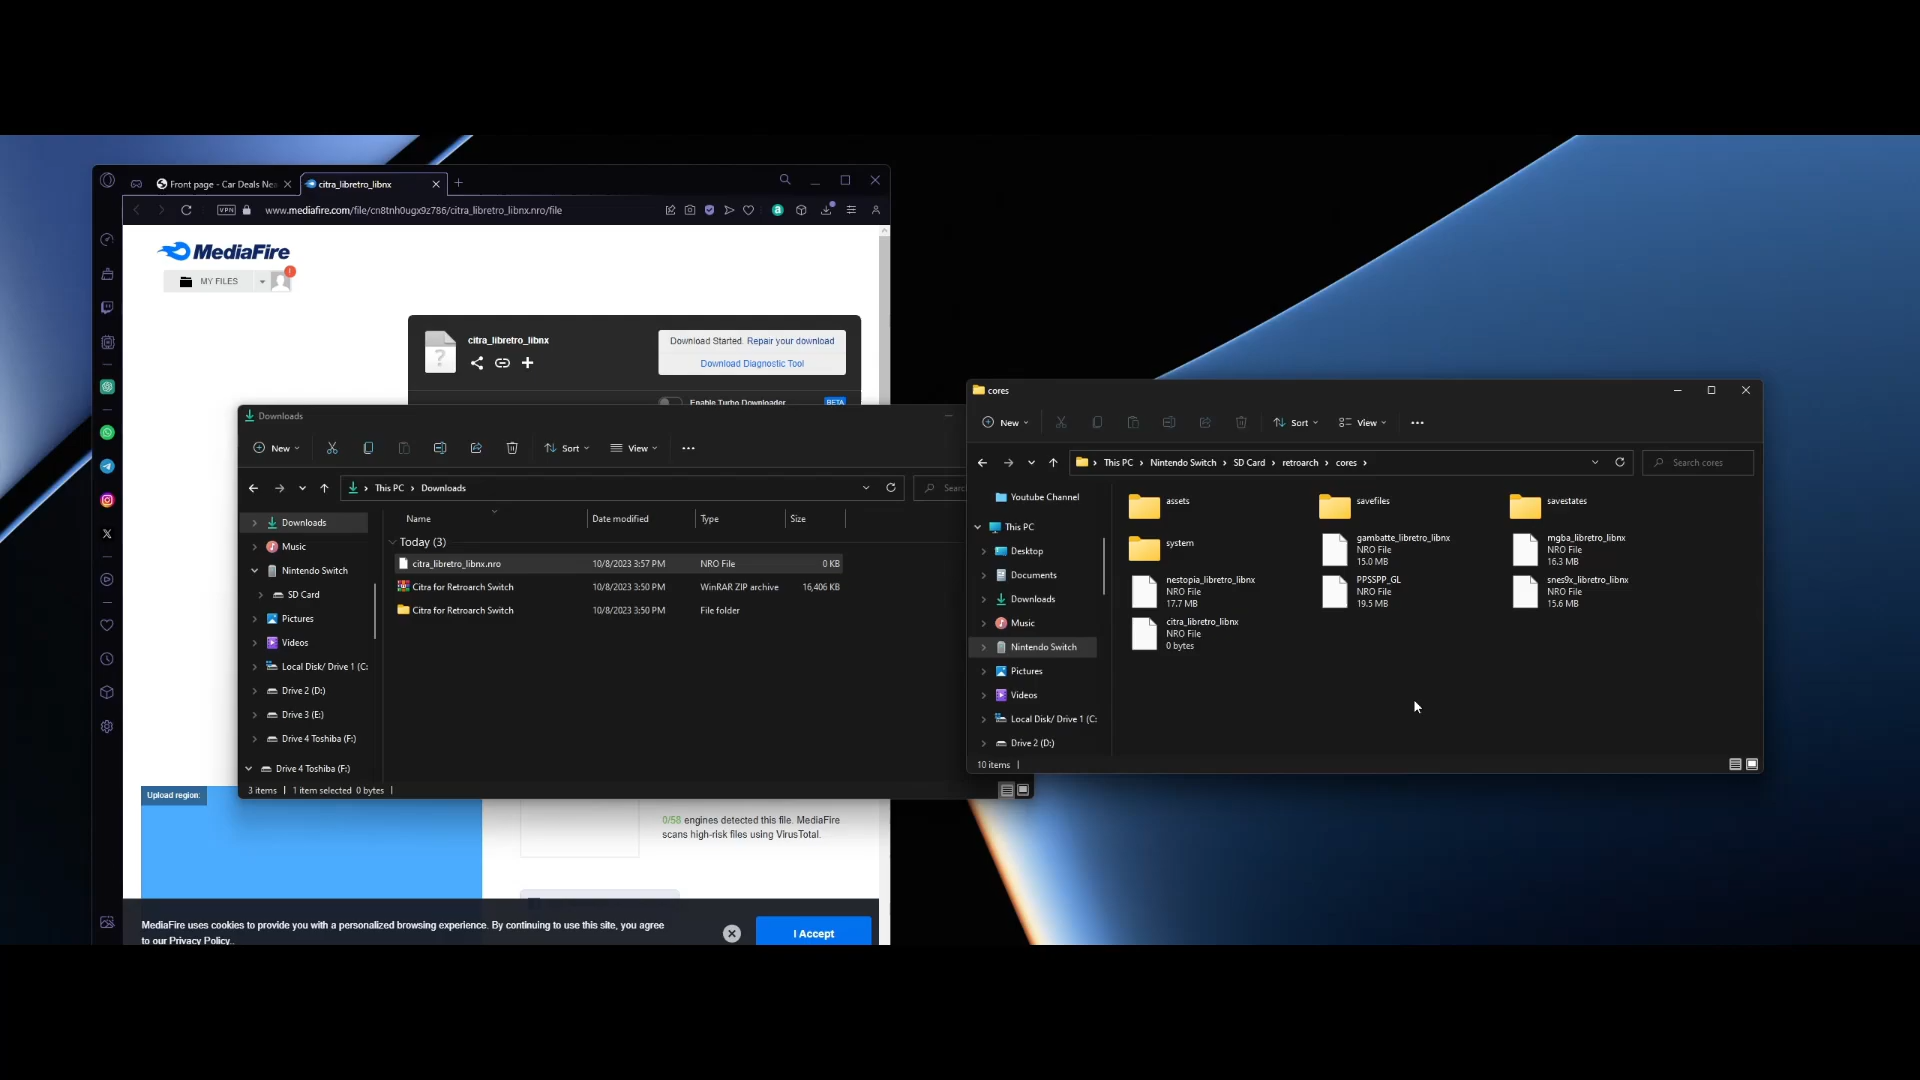 Front page - Car Deals Nea
citra_libretro_libnx
VPN
www.mediafire.com/file/cn8tnh0ugx9z786/citra_libretro_libnx.nro/file
MediaFire
MY FILES
citra_libretro_libnx
Download Started. Repair your download
Download Diagnostic Tool
Enable Turbo Downloader
BETA
Downloads
New
Sort
View
This PC
Downloads
Searc
Name
Date modified
Type
Size
Downloads
Music
Nintendo Switch
SD Card
Pictures
Videos
Local Disk/ Drive 1 (C:
Drive 2 (D:)
Drive 3 (E:)
Drive 4 Toshiba (F:)
Drive 4 Toshiba (F:)
Today (3)
citra_libretro_libnx.nro 10/8/2023 3:57 PM NRO File 0 KB
Citra for Retroarch Switch 10/8/2023 3:50 PM WinRAR ZIP archive 16,406 KB
Citra for Retroarch Switch 10/8/2023 3:50 PM File folder
3 items 1 item selected 0 bytes
Upload region:
0/58 engines detected this file. MediaFire
scans high-risk files using VirusTotal.
MediaFire uses cookies to provide you with a personalized browsing experience. By continuing to use this site, you agree
to our Privacy Policy.
I Accept
cores
New
Sort
View
This PC
Nintendo Switch
SD Card
retroarch
cores
Search cores
Youtube Channel
This PC
Desktop
Documents
Downloads
Music
Nintendo Switch
Pictures
Videos
Local Disk/ Drive 1 (C:
Drive 2 (D:)
assets
savefiles
savestates
system
gambatte_libretro_libnx
NRO File
15.0 MB
mgba_libretro_libnx
NRO File
16.3 MB
nestopia_libretro_libnx
NRO File
17.7 MB
PPSSPP_GL
NRO File
19.5 MB
snes9x_libretro_libnx
NRO File
15.6 MB
citra_libretro_libnx
NRO File
0 bytes
10 items